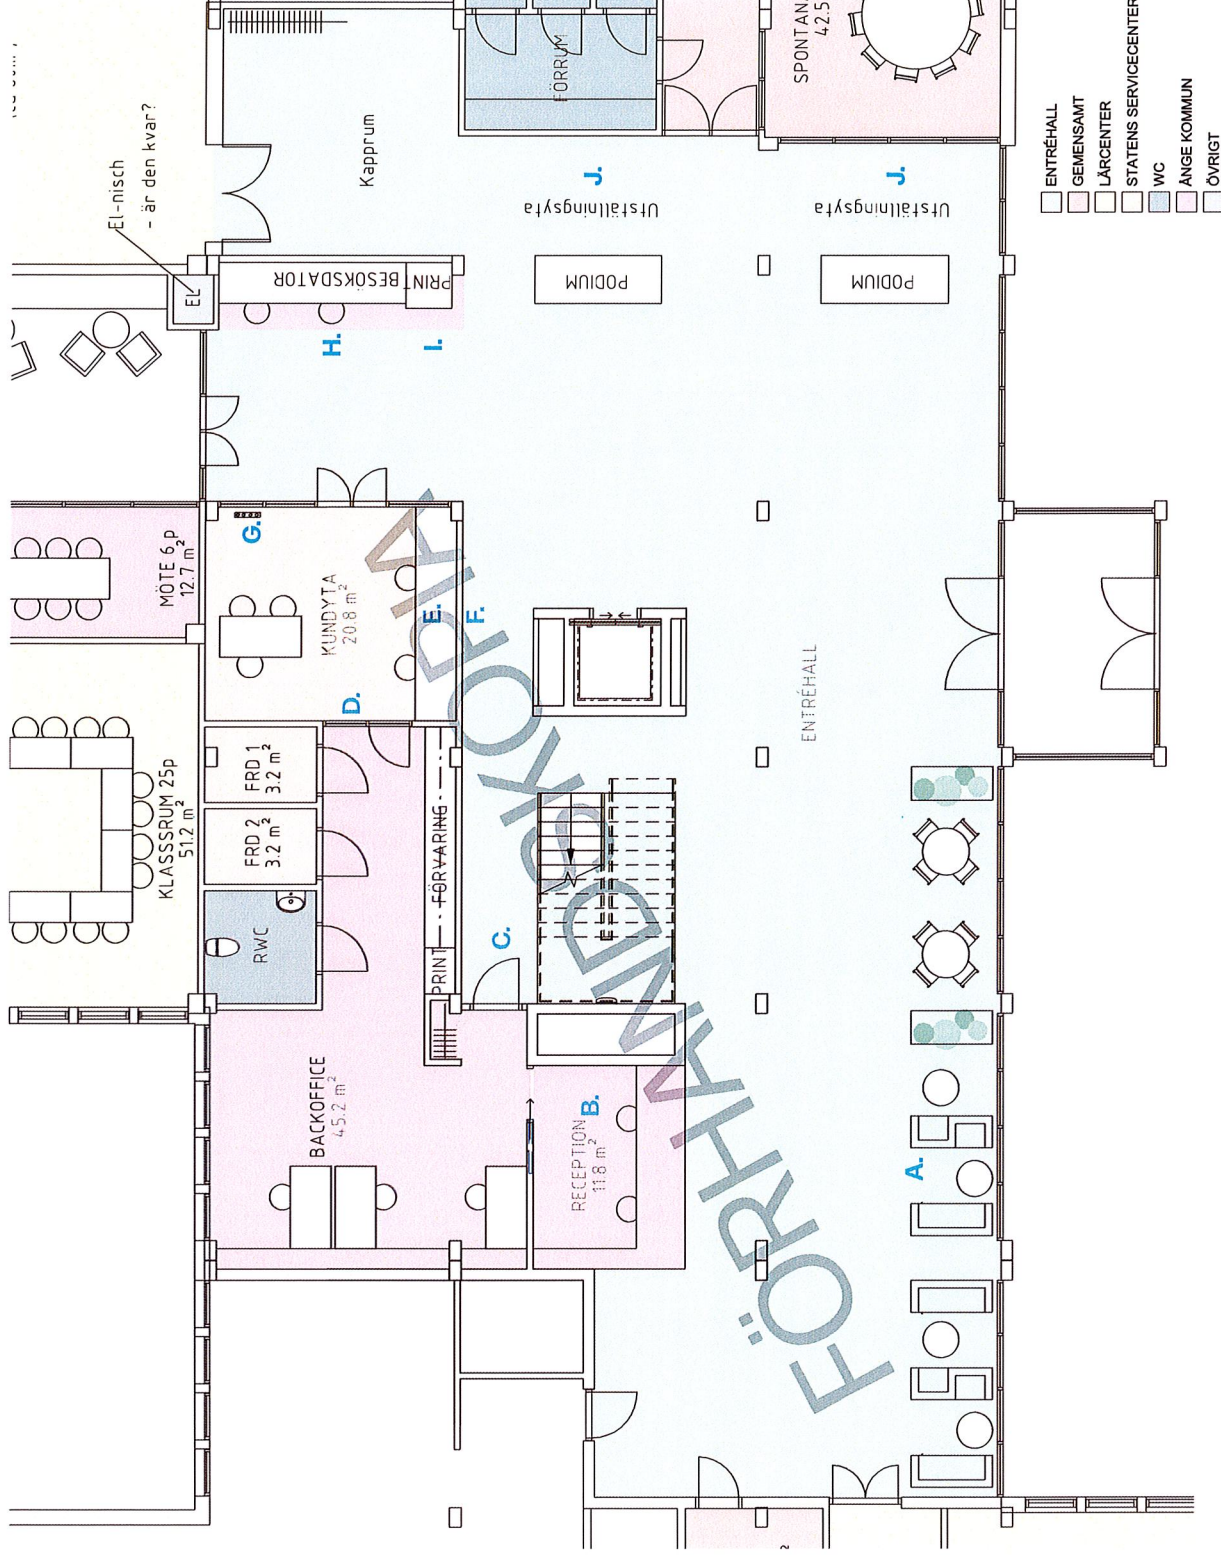 El-nisch
- är den kvar?
Kapprum
FÖRRUM
SPONTAN
42.5
EL
BESÖKSDATOR
PRINT
H.
I.
PODIUM
Utställningsyta
J.
PODIUM
Utställningsyta
J.
MÖTE 6 p
12.7 m²
G.
KUNDYTA
20.8 m²
D.
E.
F.
KLASSSRUM 25p
51.2 m²
FRD 1
3.2 m²
FRD 2
3.2 m²
RWC
PRINT
FÖRVARING
C.
ENTRÉHALL
BACKOFFICE
45.2 m²
RECEPTION
11.8 m²
B.
A.
FÖRHANDSKOPIA
ENTRÉHALL
GEMENSAMT
LÄRCENTER
STATENS SERVICECENTER
WC
ÅNGE KOMMUN
ÖVRIGT